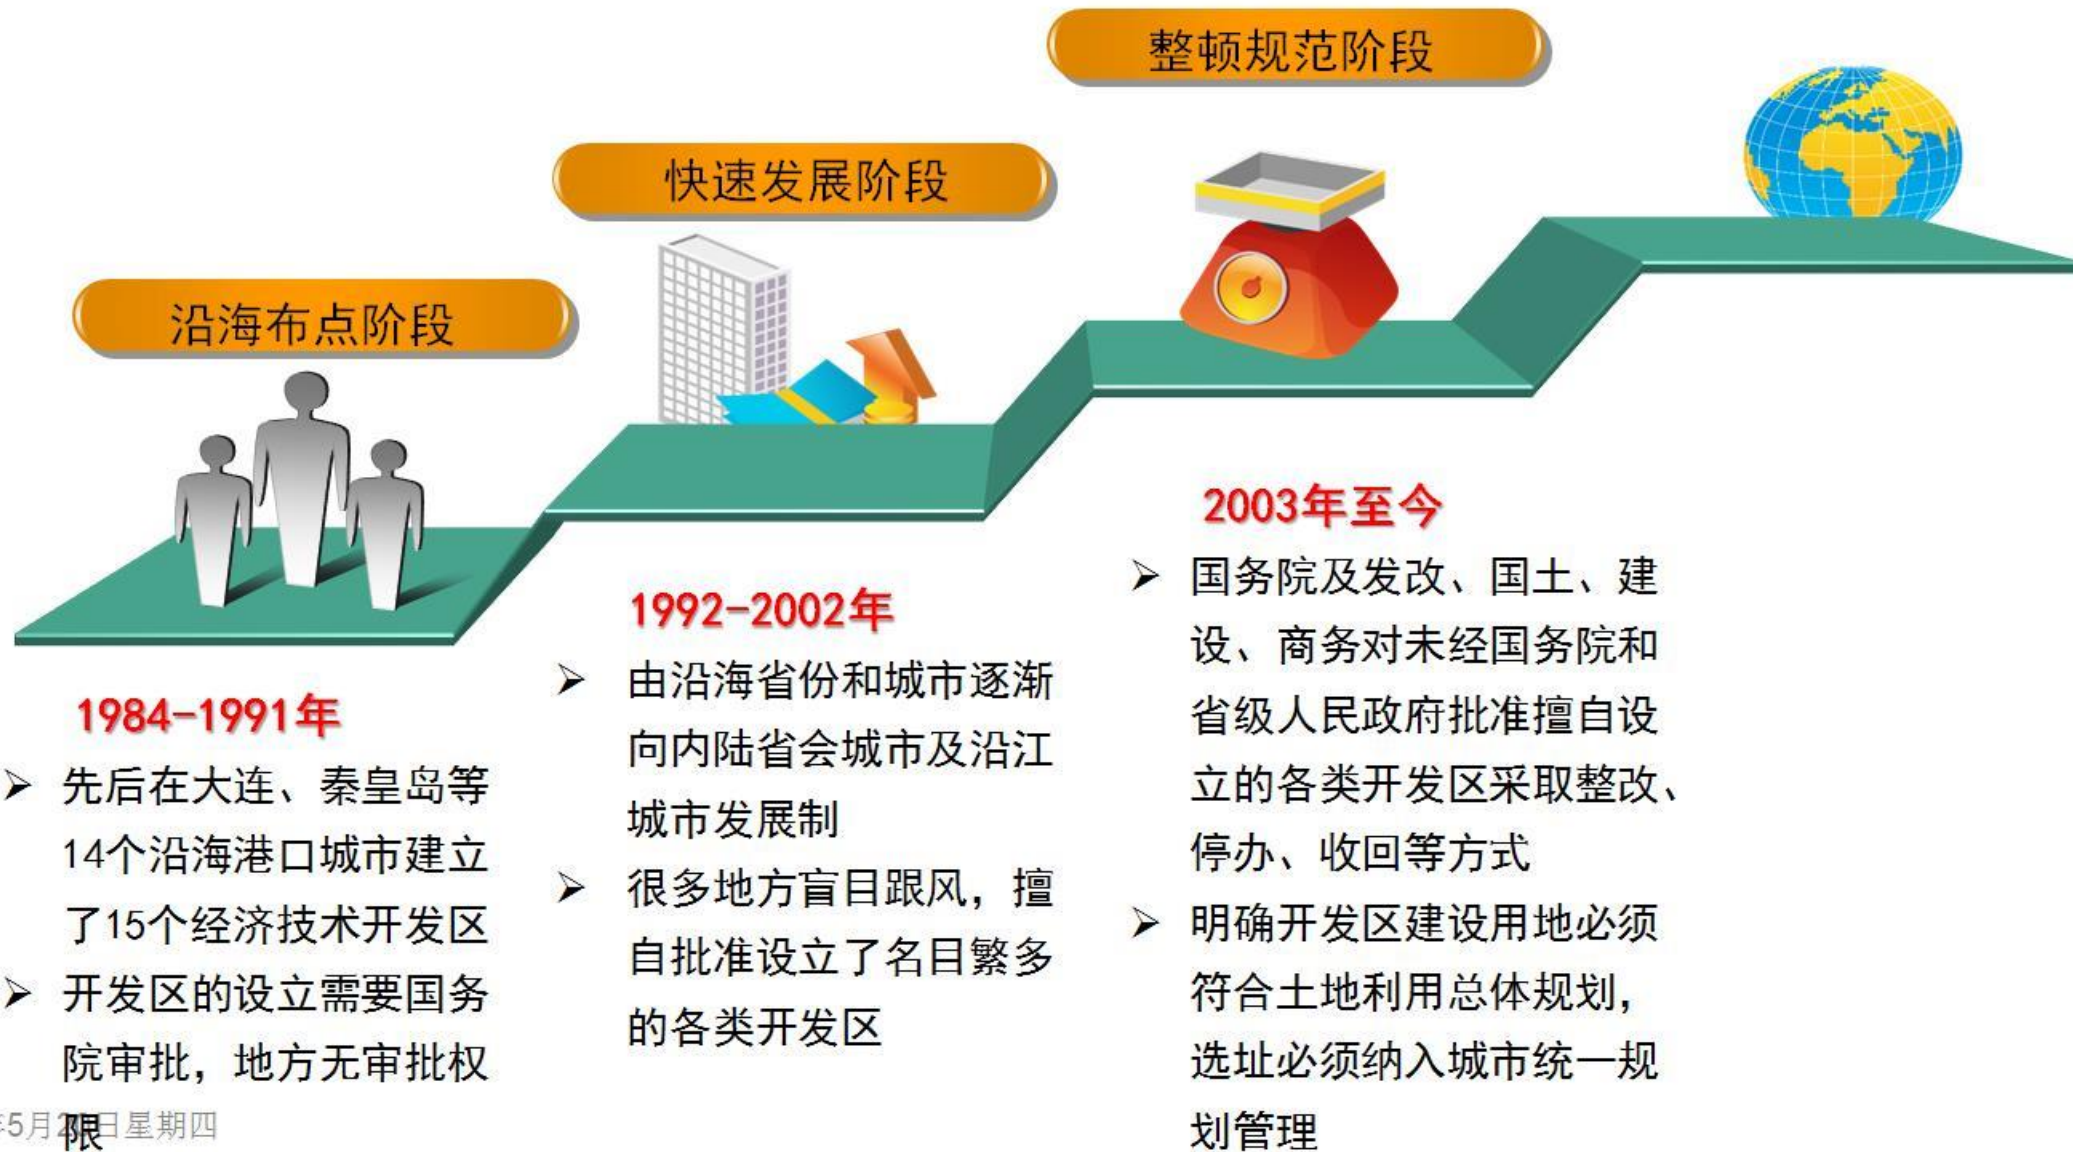 沿海布点阶段
1984-1991年
➢ 先后在大连、秦皇岛等
14个沿海港口城市建立
了15个经济技术开发区
➢ 开发区的设立需要国务
院审批，地方无审批权
限
快速发展阶段
1992-2002年
➢ 由沿海省份和城市逐渐
向内陆省会城市及沿江
城市发展制
➢ 很多地方盲目跟风，擅
自批准设立了名目繁多
的各类开发区
整顿规范阶段
2003年至今
➢ 国务院及发改、国土、建
设、商务对未经国务院和
省级人民政府批准擅自设
立的各类开发区采取整改、
停办、收回等方式
➢ 明确开发区建设用地必须
符合土地利用总体规划，
选址必须纳入城市统一规
划管理
5月2日星期四